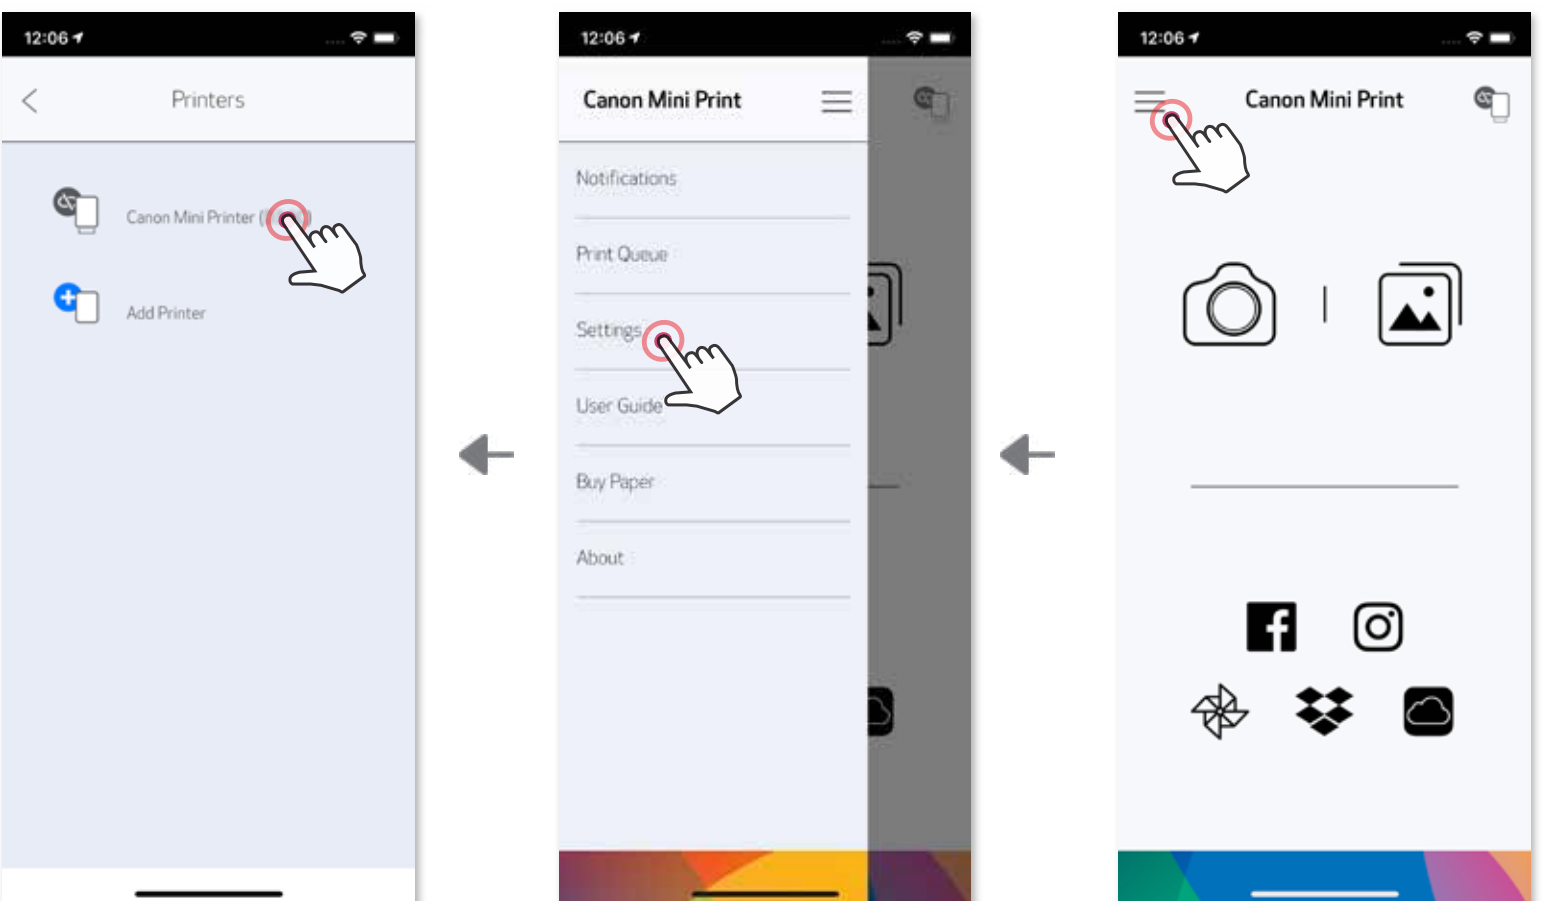 12:06
Printers
Canon Mini Printer (
Add Printer
12:06
Canon Mini Print
Notifications
Print Queue
Settings
User Guide
Buy Paper
About
12:06
Canon Mini Print